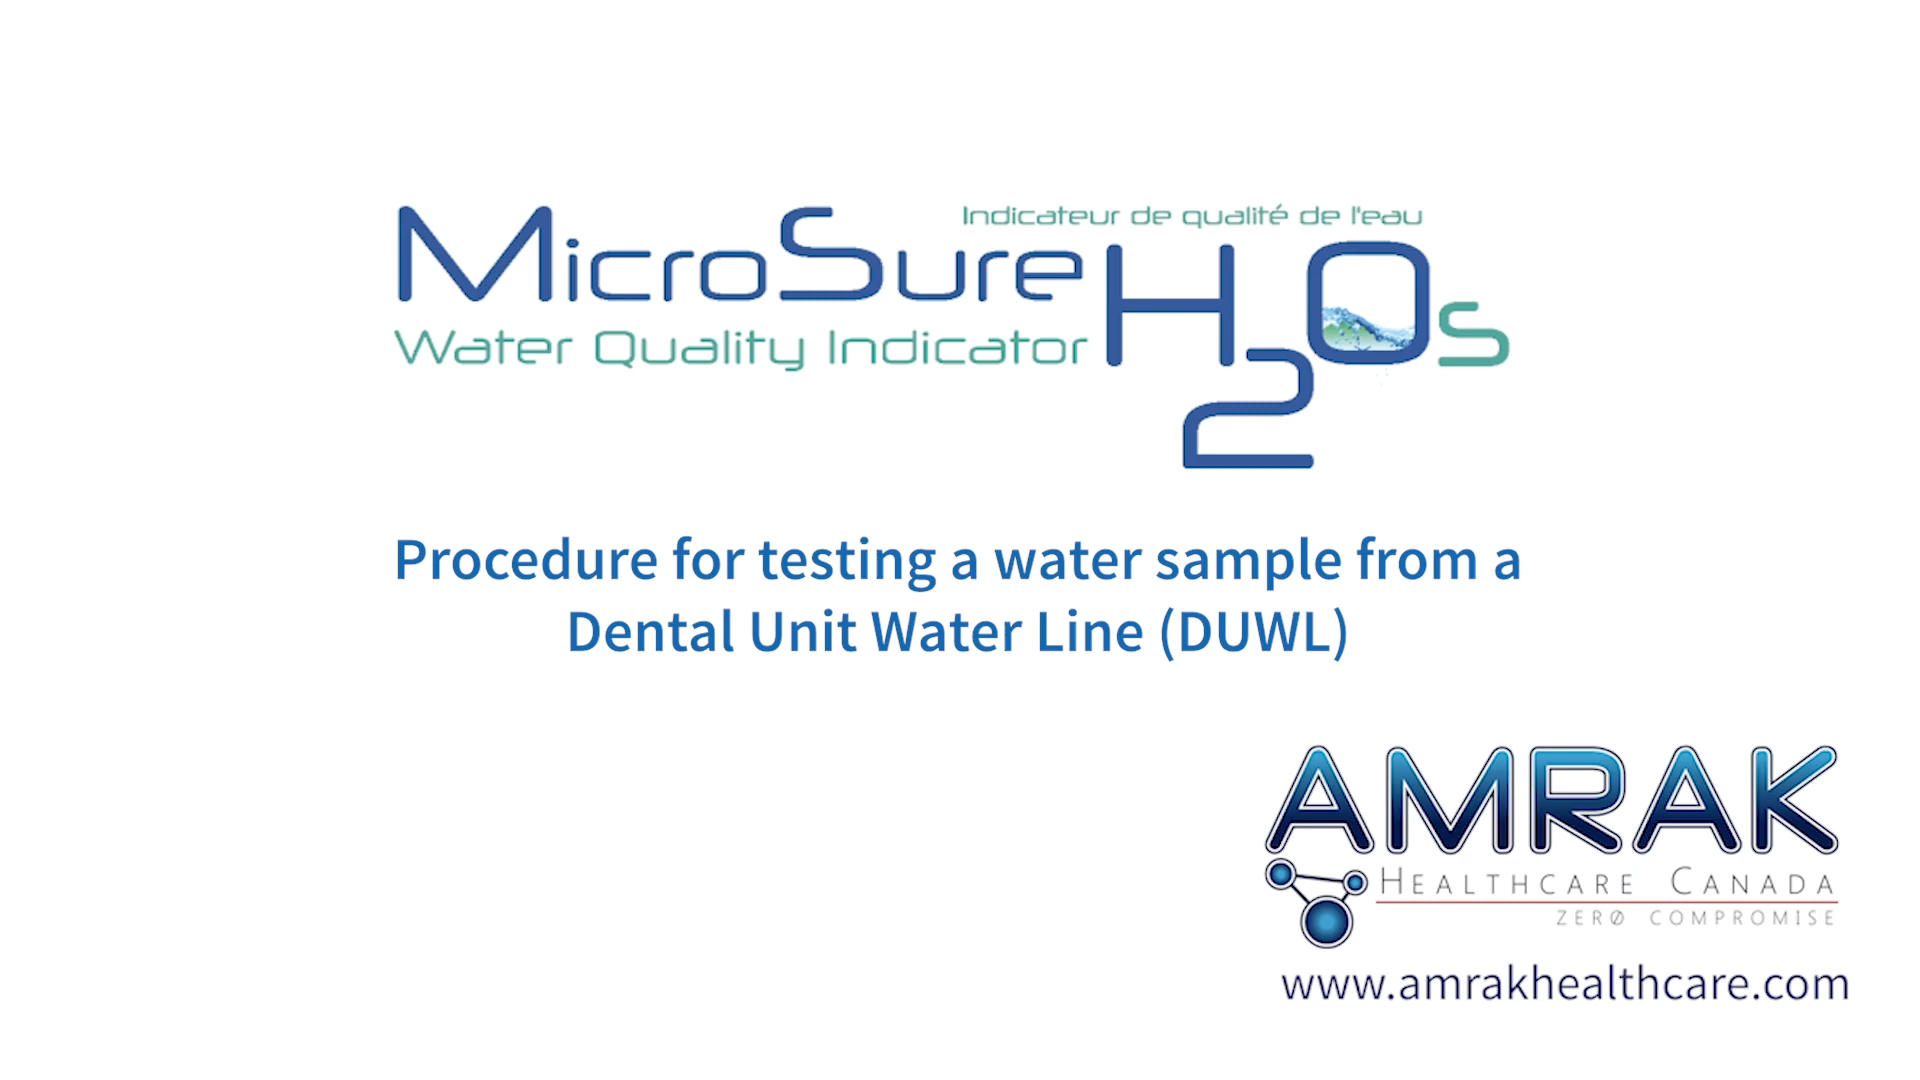 Indicateur de qualité de l'eau
MicroSure H2Os
Water Quality Indicator
Procedure for testing a water sample from a
Dental Unit Water Line (DUWL)
AMRAK
HEALTHCARE CANADA
ZERØ COMPROMISE
www.amrakhealthcare.com